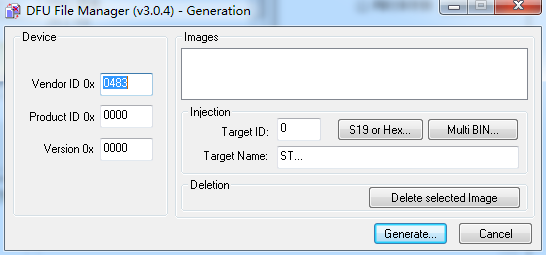 DFU File Manager (v3.0.4) - Generation
Device
Vendor ID 0x 0483
Product ID 0x 0000
Version 0x 0000
Images
Injection
Target ID: 0 S19 or Hex... Multi BIN...
Target Name: ST...
Deletion
Delete selected Image
Generate... Cancel